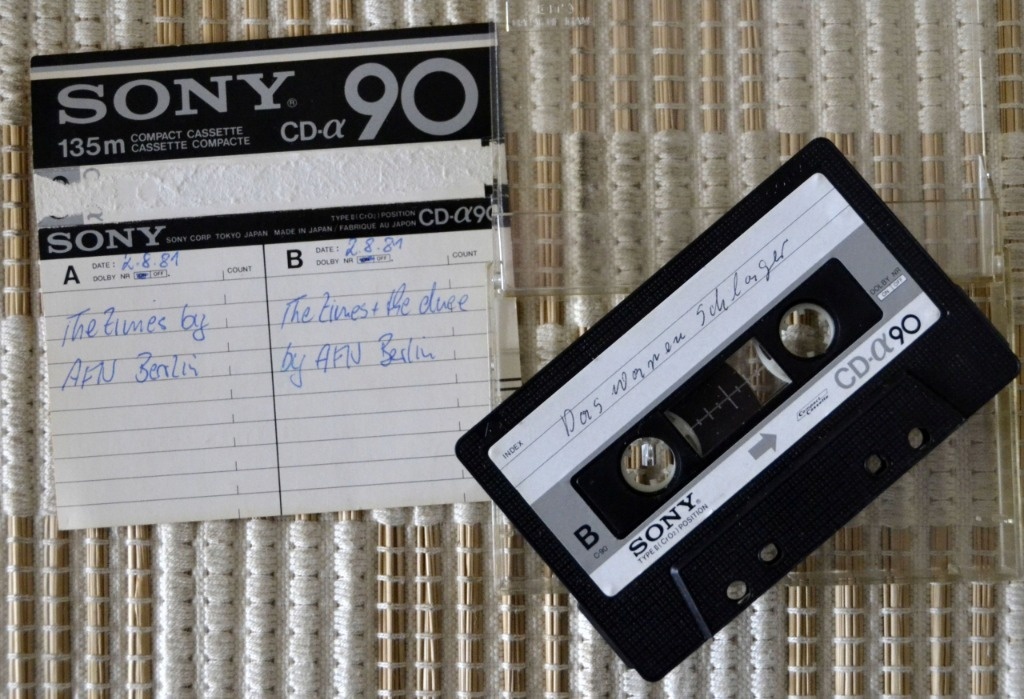 SONY® 90
135m COMPACT CASSETTE CD-α
CASSETTE COMPACTE
TYPE II (CrO2) POSITION CD-α90
SONY SONY CORP TOKYO JAPAN MADE IN JAPAN / FABRIQUE AU JAPON
A DATE: 2.8.81
DOLBY NR OFF COUNT
The times by
AFN Berlin
B DATE: 2.8.81
DOLBY NR OFF COUNT
The times + the
by AFN Berlin
INDEX
Das waren Schlager
DOLBY NR
ON OFF
CD-α90
B
C-90
SONY®
TYPE II (CrO2) POSITION